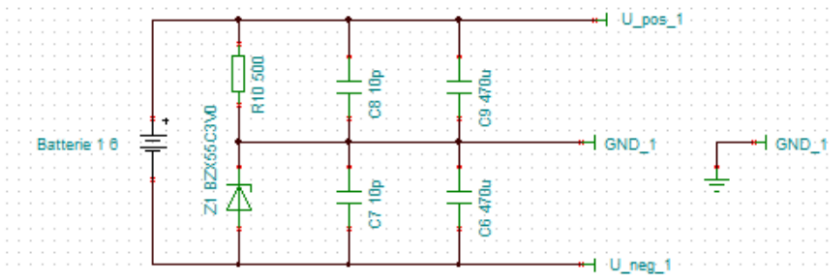 U_pos_1
R10 500
C8 10p
C9 470u
Batterie 1 6
GND_1
GND_1
Z1 BZX55C3V0
C7 10p
C6 470u
U_neg_1